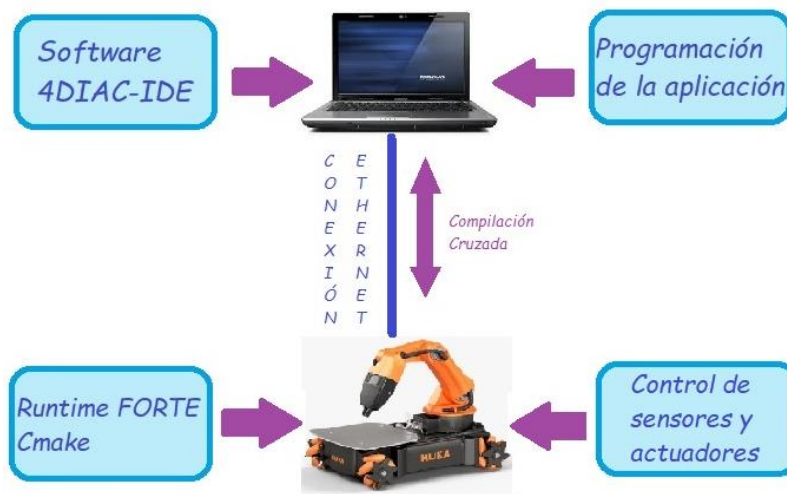 Software
4DIAC-IDE
Programación
de la aplicación
CONEXIÓN
ETHERNET
Compilación
Cruzada
Runtime FORTE
Cmake
KUKA
Control de
sensores y
actuadores